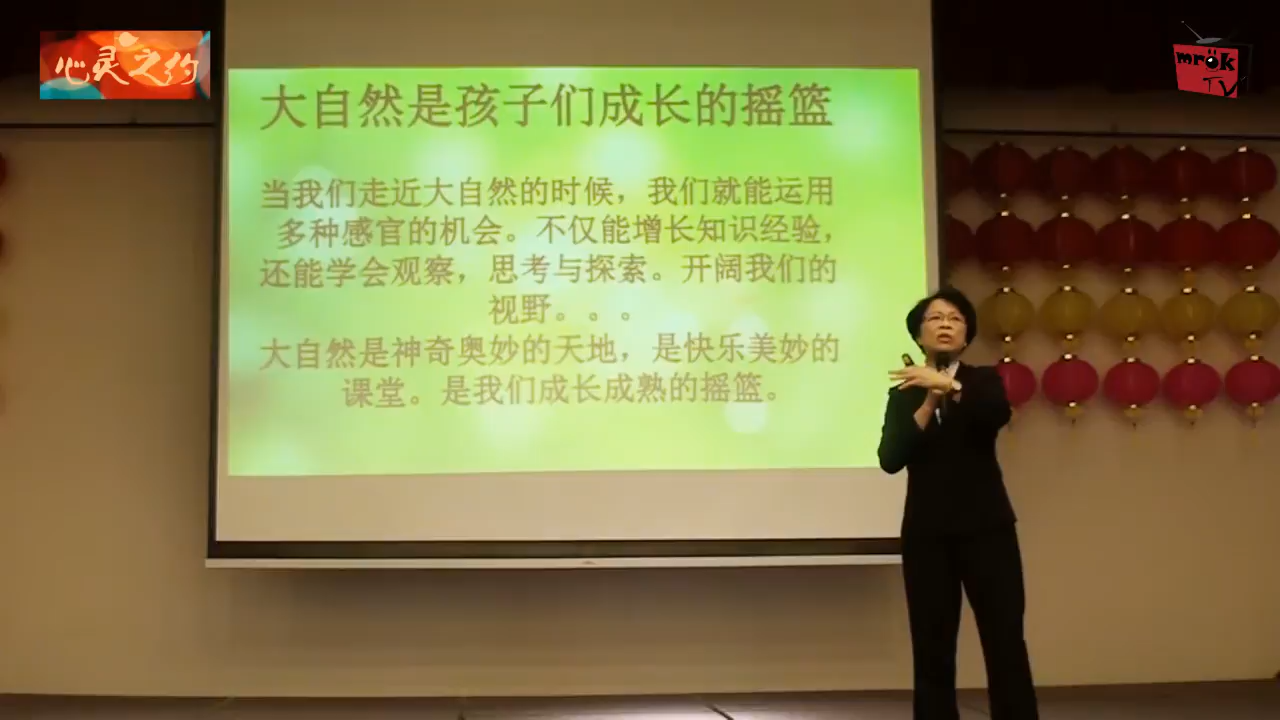 心灵之约
mrök
TV
大自然是孩子们成长的摇篮
当我们走近大自然的时候，我们就能运用
多种感官的机会。不仅能增长知识经验，
还能学会观察，思考与探索。开阔我们的
视野。。。
大自然是神奇奥妙的天地，是快乐美妙的
课堂。是我们成长成熟的摇篮。